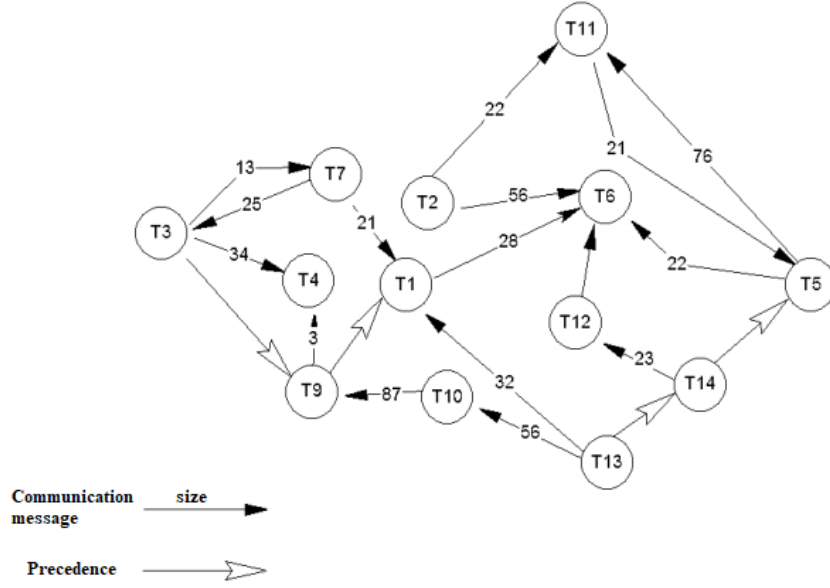 T11
22
21
76
13
T7
25
T2
56
T6
21
T3
34
28
T4
T1
22
T5
3
T12
32
23
T14
T9
87
T10
56
T13
Communication size
message
Precedence